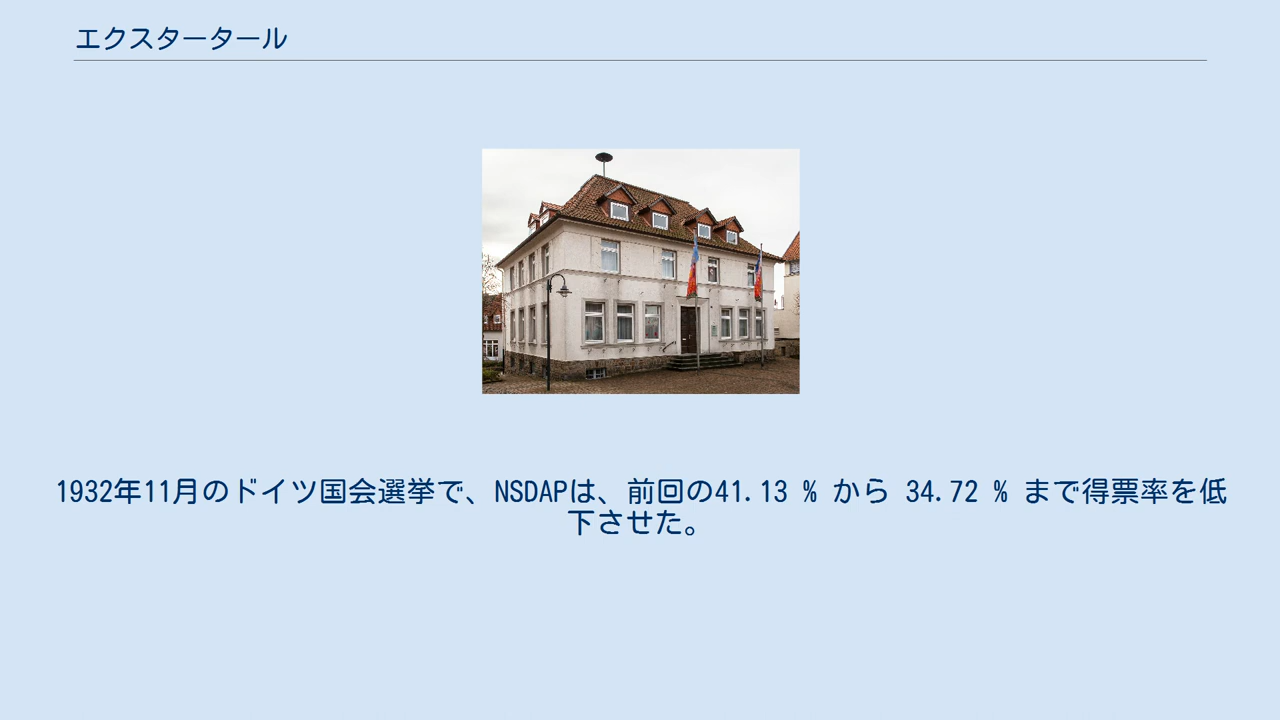 エクスタータール
1932年11月のドイツ国会選挙で、NSDAPは、前回の41.13 % から 34.72 % まで得票率を低
下させた。